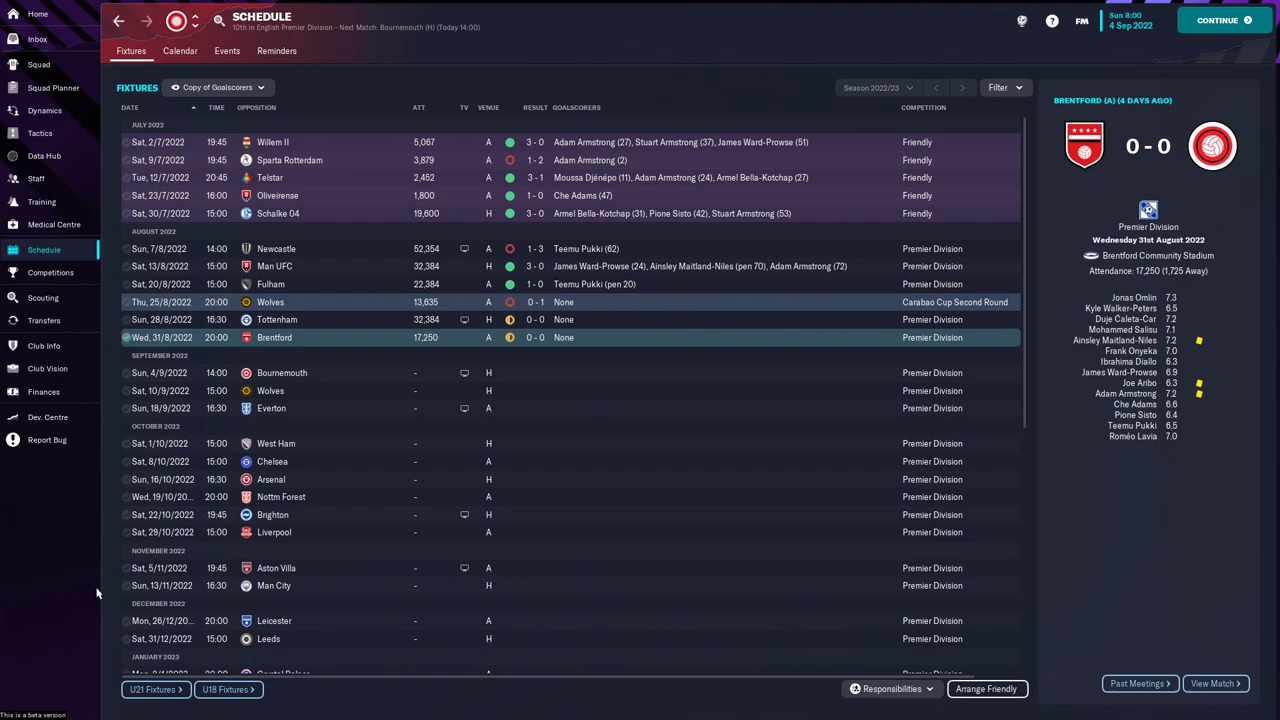 Home
Inbox
Squad
Squad Planner
Dynamics
Tactics
Data Hub
Staff
Training
Medical Centre
Schedule
Competitions
Scouting
Transfers
Club Info
Club Vision
Finances
Dev. Centre
Report Bug
This is a beta version
SCHEDULE
10th in English Premier Division - Next Match: Bournemouth (H) (Today 14:00)
FM
Sun 8:00
4 Sep 2022
CONTINUE
Fixtures Calendar Events Reminders
FIXTURES Copy of Goalscorers Season 2022/23 Filter
DATE TIME OPPOSITION ATT TV VENUE RESULT GOALSCORERS COMPETITION
JULY 2022
Sat, 2/7/2022 19:45 Willem II 5,067 A 3 - 0 Adam Armstrong (27), Stuart Armstrong (37), James Ward-Prowse (51) Friendly
Sat, 9/7/2022 19:45 Sparta Rotterdam 3,879 A 1 - 2 Adam Armstrong (2) Friendly
Tue, 12/7/2022 20:45 Telstar 2,452 A 3 - 1 Moussa Djénépo (11), Adam Armstrong (24), Armel Bella-Kotchap (27) Friendly
Sat, 23/7/2022 16:00 Oliveirense 1,800 A 1 - 0 Che Adams (47) Friendly
Sat, 30/7/2022 15:00 Schalke 04 19,600 H 3 - 0 Armel Bella-Kotchap (31), Pione Sisto (42), Stuart Armstrong (53) Friendly
AUGUST 2022
Sun, 7/8/2022 14:00 Newcastle 52,354 A 1 - 3 Teemu Pukki (62) Premier Division
Sat, 13/8/2022 15:00 Man UFC 32,384 H 3 - 0 James Ward-Prowse (24), Ainsley Maitland-Niles (pen 70), Adam Armstrong (72) Premier Division
Sat, 20/8/2022 15:00 Fulham 22,384 A 1 - 0 Teemu Pukki (pen 20) Premier Division
Thu, 25/8/2022 20:00 Wolves 13,635 A 0 - 1 None Carabao Cup Second Round
Sun, 28/8/2022 16:30 Tottenham 32,384 H 0 - 0 None Premier Division
Wed, 31/8/2022 20:00 Brentford 17,250 A 0 - 0 None Premier Division
SEPTEMBER 2022
Sun, 4/9/2022 14:00 Bournemouth - H Premier Division
Sat, 10/9/2022 15:00 Wolves - H Premier Division
Sun, 18/9/2022 16:30 Everton - A Premier Division
OCTOBER 2022
Sat, 1/10/2022 15:00 West Ham - H Premier Division
Sat, 8/10/2022 15:00 Chelsea - A Premier Division
Sun, 16/10/2022 16:30 Arsenal - H Premier Division
Wed, 19/10/20... 20:00 Nottm Forest - A Premier Division
Sat, 22/10/2022 19:45 Brighton - H Premier Division
Sat, 29/10/2022 15:00 Liverpool - A Premier Division
NOVEMBER 2022
Sat, 5/11/2022 19:45 Aston Villa - A Premier Division
Sun, 13/11/2022 16:30 Man City - H Premier Division
DECEMBER 2022
Mon, 26/12/20... 20:00 Leicester - A Premier Division
Sat, 31/12/2022 15:00 Leeds - H Premier Division
JANUARY 2023
U21 Fixtures U18 Fixtures Responsibilities Arrange Friendly
BRENTFORD (A) (4 DAYS AGO)
0 - 0
Premier Division
Wednesday 31st August 2022
Brentford Community Stadium
Attendance: 17,250 (1,725 Away)
Jonas Omlin 7.3
Kyle Walker-Peters 6.5
Duje Caleta-Car 7.2
Mohammed Salisu 7.1
Ainsley Maitland-Niles 7.2
Frank Onyeka 7.0
Ibrahima Diallo 6.3
James Ward-Prowse 6.9
Joe Aribo 6.3
Adam Armstrong 7.2
Che Adams 6.6
Pione Sisto 6.4
Teemu Pukki 6.5
Roméo Lavia 7.0
Past Meetings View Match